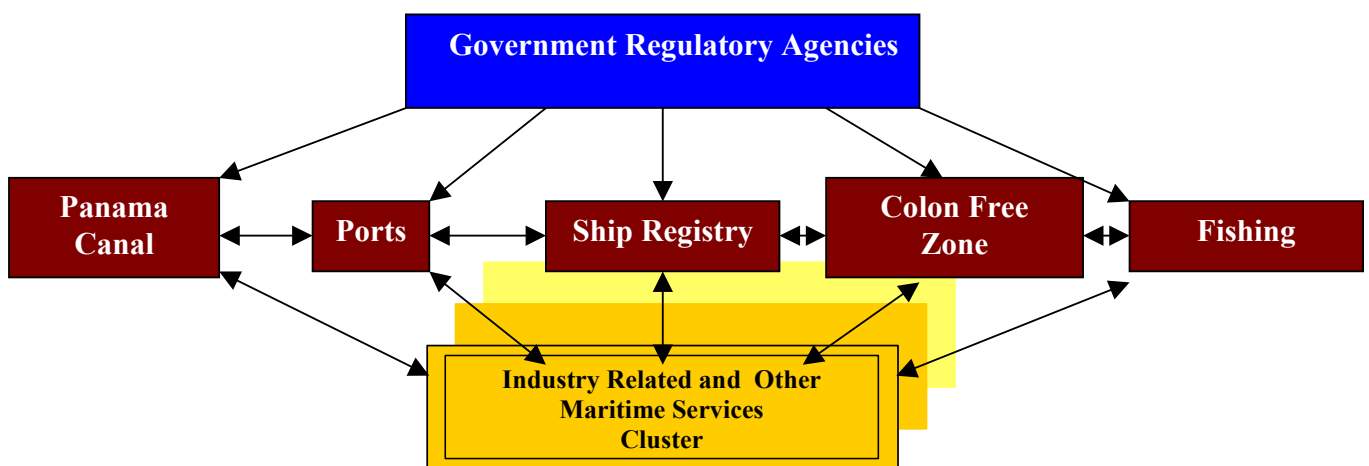 Government Regulatory Agencies
Panama
Canal
Ports
Ship Registry
Colon Free
Zone
Fishing
Industry Related and Other
Maritime Services
Cluster